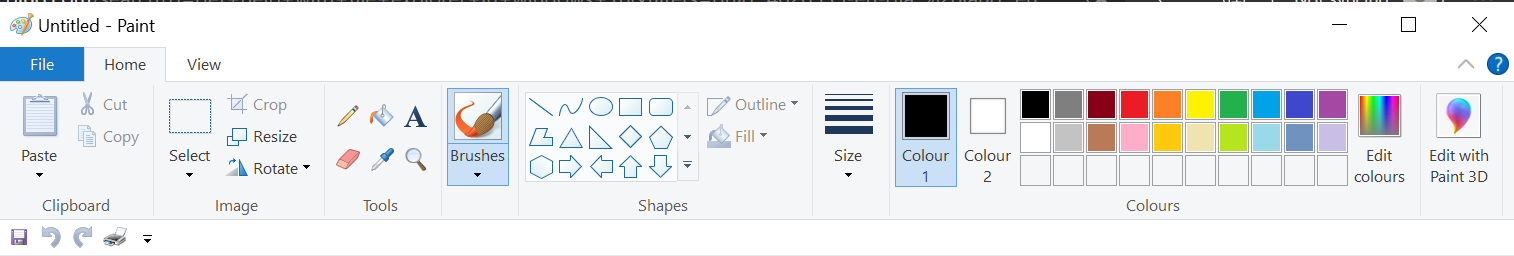 Untitled - Paint
File Home View
Paste
Cut
Copy
Clipboard
Select
Crop
Resize
Rotate
Image
A
Tools
Brushes
Outline
Fill
Shapes
Size
Colour
1
Colour
2
Edit
colours
Colours
Edit with
Paint 3D
?